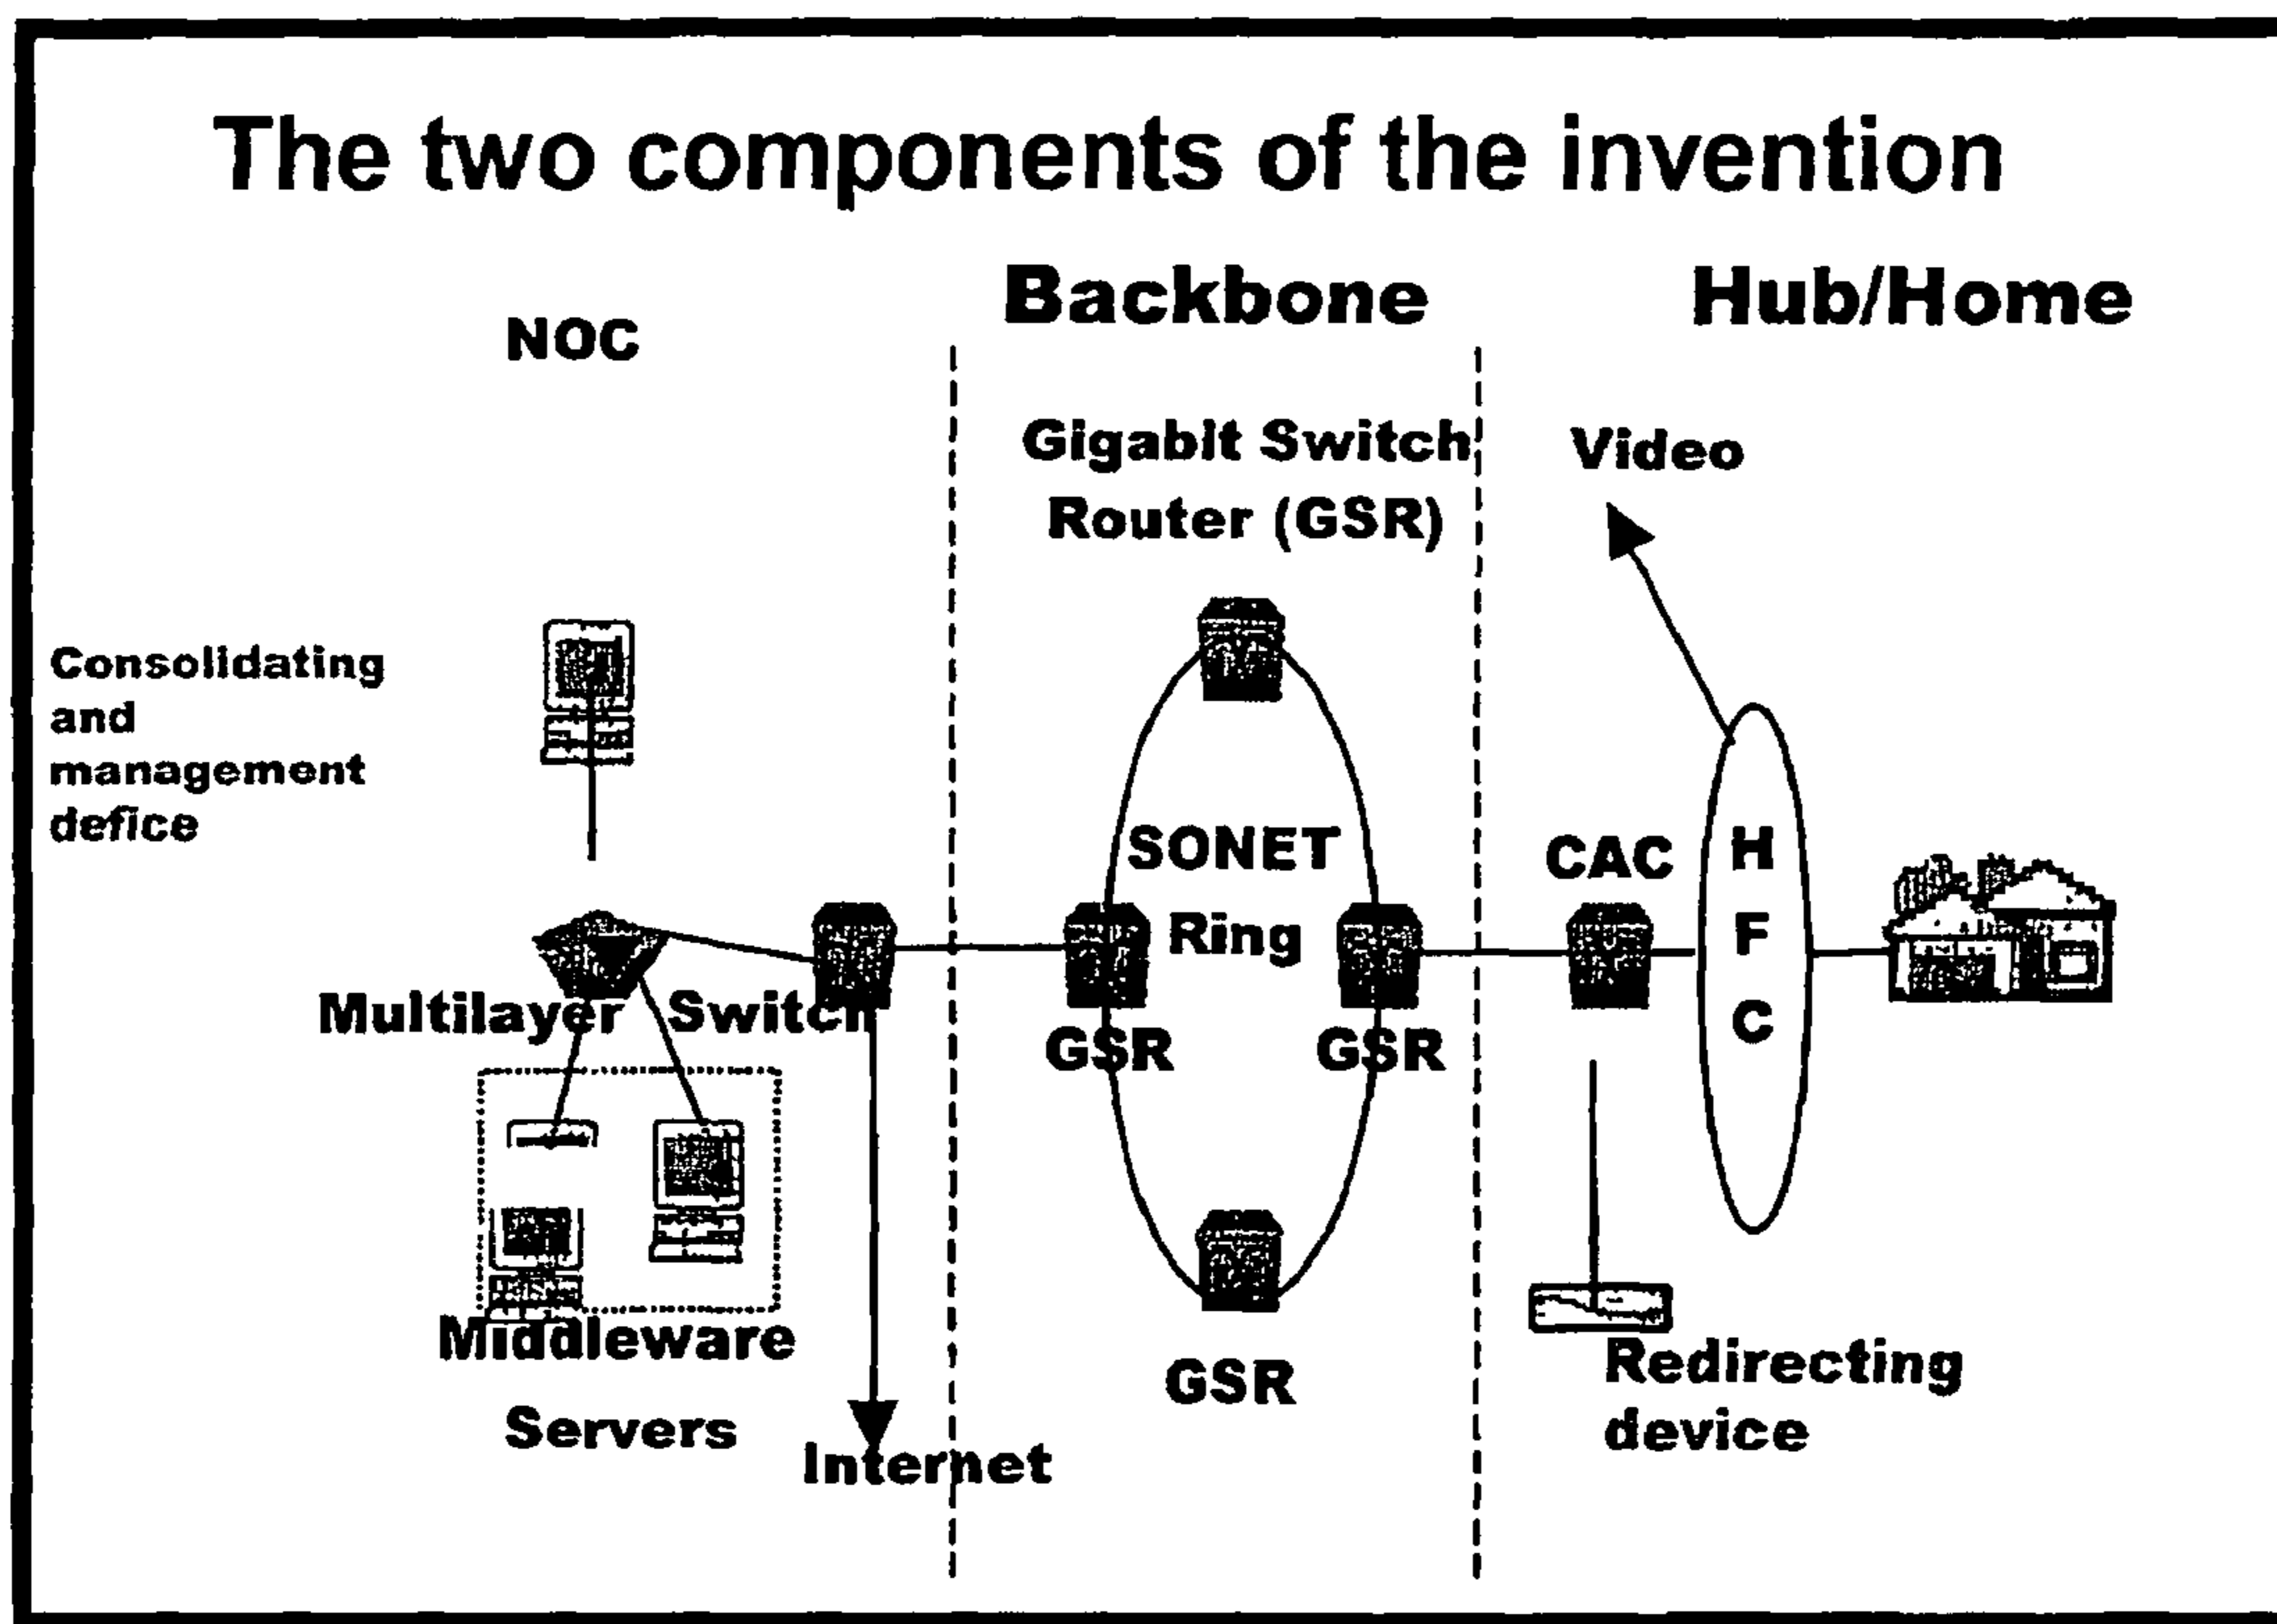 The two components of the invention
NOC
Backbone
Hub/Home
Consolidating
and
management
defice
Multilayer Switch
Middleware
Servers
Internet
Gigabit Switch
Router (GSR)
SONET
Ring
GSR
GSR
GSR
Video
CAC
H
F
C
Redirecting
device